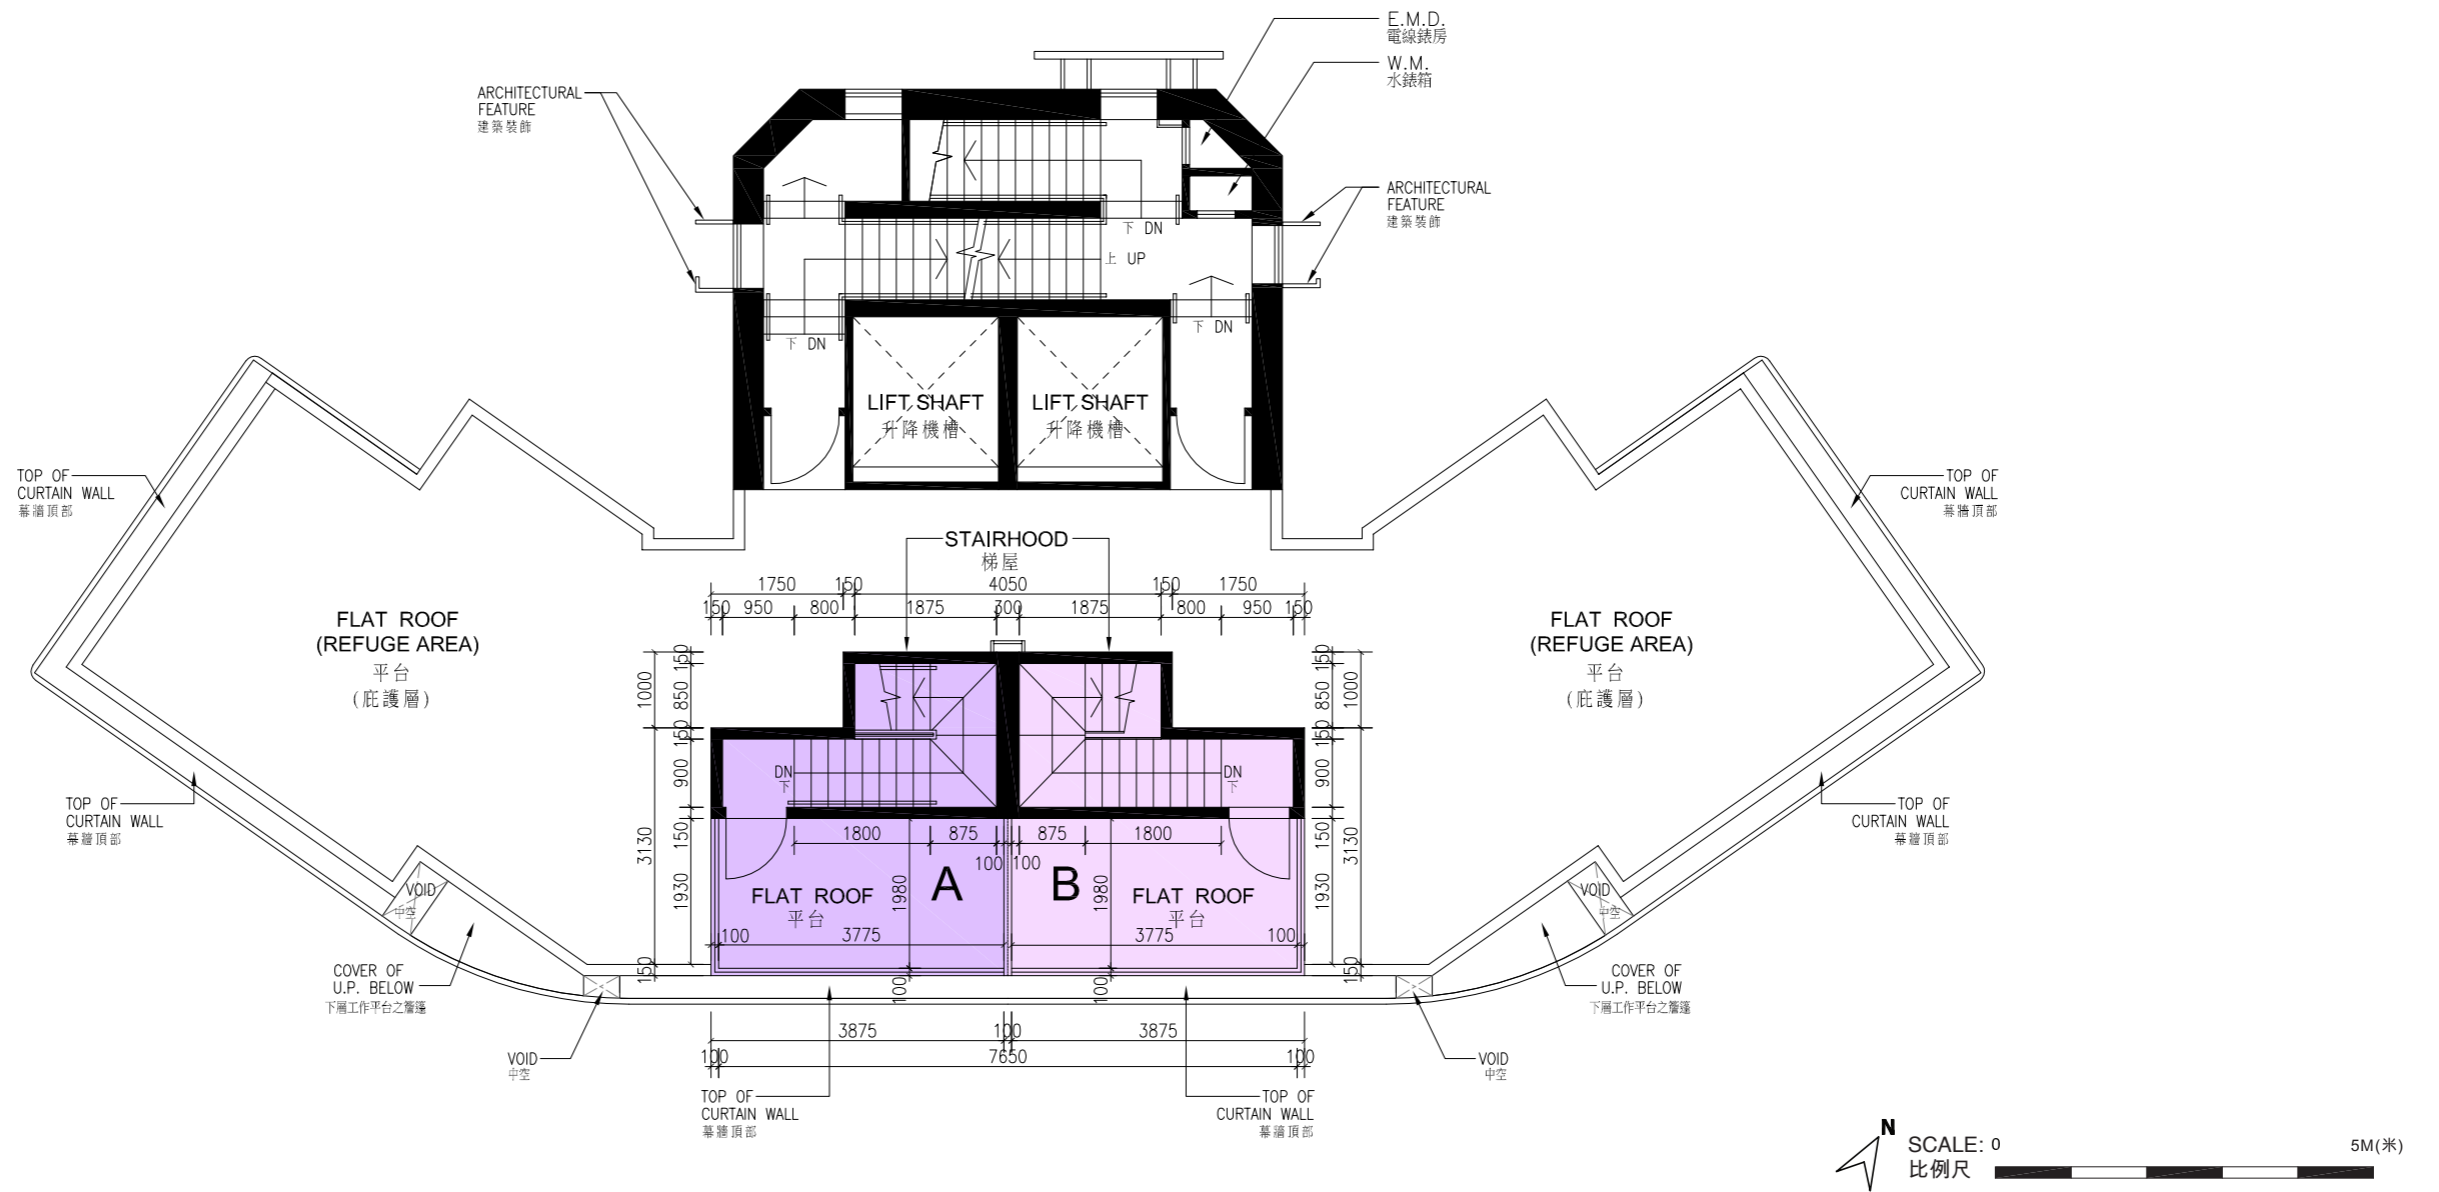 E.M.D.
電線錶房
W.M.
水錶箱
ARCHITECTURAL
FEATURE
建築裝飾
ARCHITECTURAL
FEATURE
建築裝飾
下 DN
上 UP
下 DN
下 DN
LIFT SHAFT
升降機槽
LIFT SHAFT
升降機槽
TOP OF
CURTAIN WALL
幕牆頂部
TOP OF
CURTAIN WALL
幕牆頂部
STAIRHOOD
梯屋
1750 150 4050 150 1750
150 950 800 1875 300 1875 800 950 150
FLAT ROOF
(REFUGE AREA)
平台
(庇護層)
FLAT ROOF
(REFUGE AREA)
平台
(庇護層)
1000
3130
150
150
850
150
900
150
1930
150
850
150
900
150
1930
1000
3130
150
DN
下
DN
下
1800 875 875 1800
100 100
A
B
1980
1980
FLAT ROOF
平台
FLAT ROOF
平台
100 3775 3775 100
100
100
TOP OF
CURTAIN WALL
幕牆頂部
TOP OF
CURTAIN WALL
幕牆頂部
VOID
中空
VOID
中空
COVER OF
U.P. BELOW
下層工作平台之簷篷
COVER OF
U.P. BELOW
下層工作平台之簷篷
3875 100 3875
100 7650 100
VOID
中空
VOID
中空
TOP OF
CURTAIN WALL
幕牆頂部
TOP OF
CURTAIN WALL
幕牆頂部
N
SCALE: 0 5M(米)
比例尺